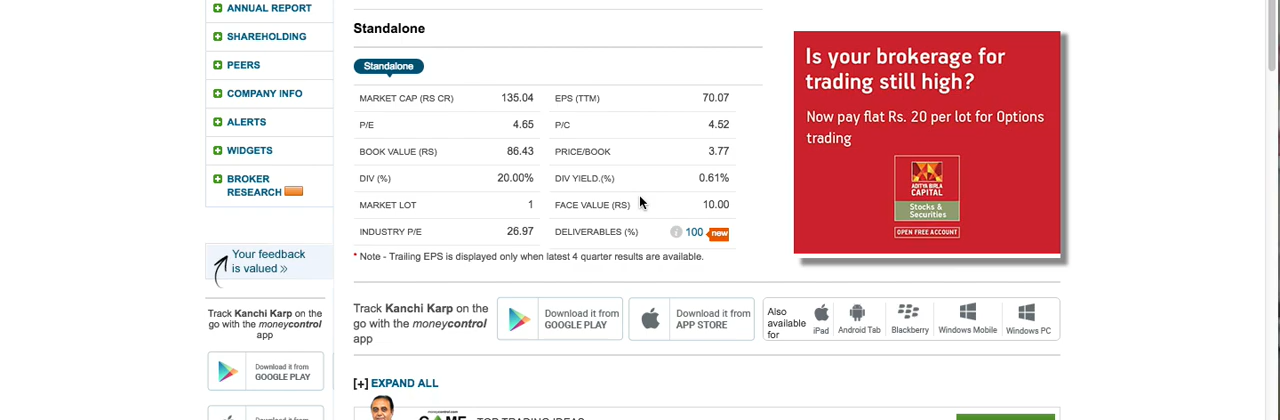 ANNUAL REPORT
SHAREHOLDING
PEERS
COMPANY INFO
ALERTS
WIDGETS
BROKER
RESEARCH
Your feedback
is valued »
Track Kanchi Karp on the
go with the moneycontrol
app
Download it from
GOOGLE PLAY
Standalone
Standalone
MARKET CAP (RS CR) 135.04 EPS (TTM) 70.07
P/E 4.65 P/C 4.52
BOOK VALUE (RS) 86.43 PRICE/BOOK 3.77
DIV (%) 20.00% DIV YIELD.(%) 0.61%
MARKET LOT 1 FACE VALUE (RS) 10.00
INDUSTRY P/E 26.97 DELIVERABLES (%) i 100 new
* Note - Trailing EPS is displayed only when latest 4 quarter results are available.
Is your brokerage for
trading still high?
Now pay flat Rs. 20 per lot for Options
trading
ADITYA BIRLA
CAPITAL
Stocks &
Securities
OPEN FREE ACCOUNT
Track Kanchi Karp on the
go with the moneycontrol
app
Download it from
GOOGLE PLAY
Download it from
APP STORE
Also
available
for
iPad
Android Tab
Blackberry
Windows Mobile
Windows PC
[+] EXPAND ALL
GAME
TOP TRADING IDEAS